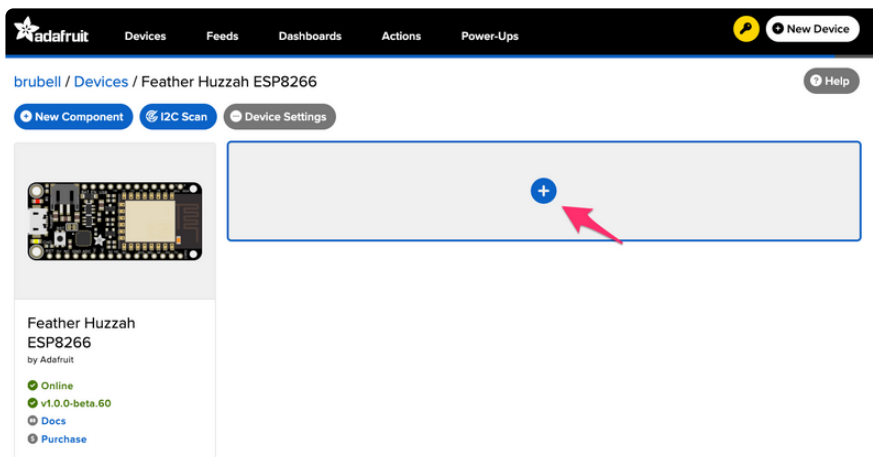 adafruit Devices Feeds Dashboards Actions Power-Ups New Device
brubell / Devices / Feather Huzzah ESP8266 Help
New Component I2C Scan Device Settings
Feather Huzzah
ESP8266
by Adafruit
Online
v1.0.0-beta.60
Docs
Purchase